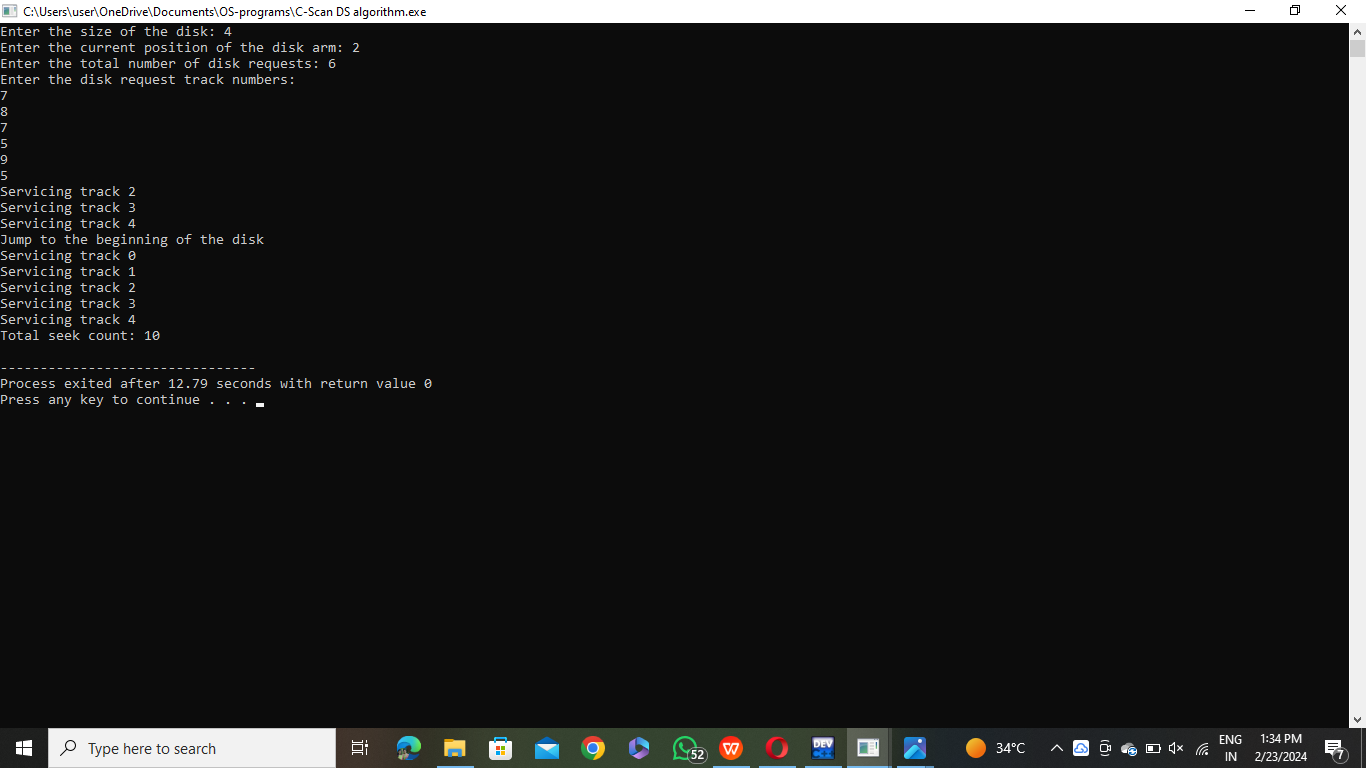 C:\Users\user\OneDrive\Documents\OS-programs\C-Scan DS algorithm.exe
Enter the size of the disk: 4
Enter the current position of the disk arm: 2
Enter the total number of disk requests: 6
Enter the disk request track numbers:
7
8
7
5
9
5
Servicing track 2
Servicing track 3
Servicing track 4
Jump to the beginning of the disk
Servicing track 0
Servicing track 1
Servicing track 2
Servicing track 3
Servicing track 4
Total seek count: 10
--------------------------------
Process exited after 12.79 seconds with return value 0
Press any key to continue . . .
Type here to search
52
W
DEV
34°C
ENG
IN
1:34 PM
2/23/2024
7